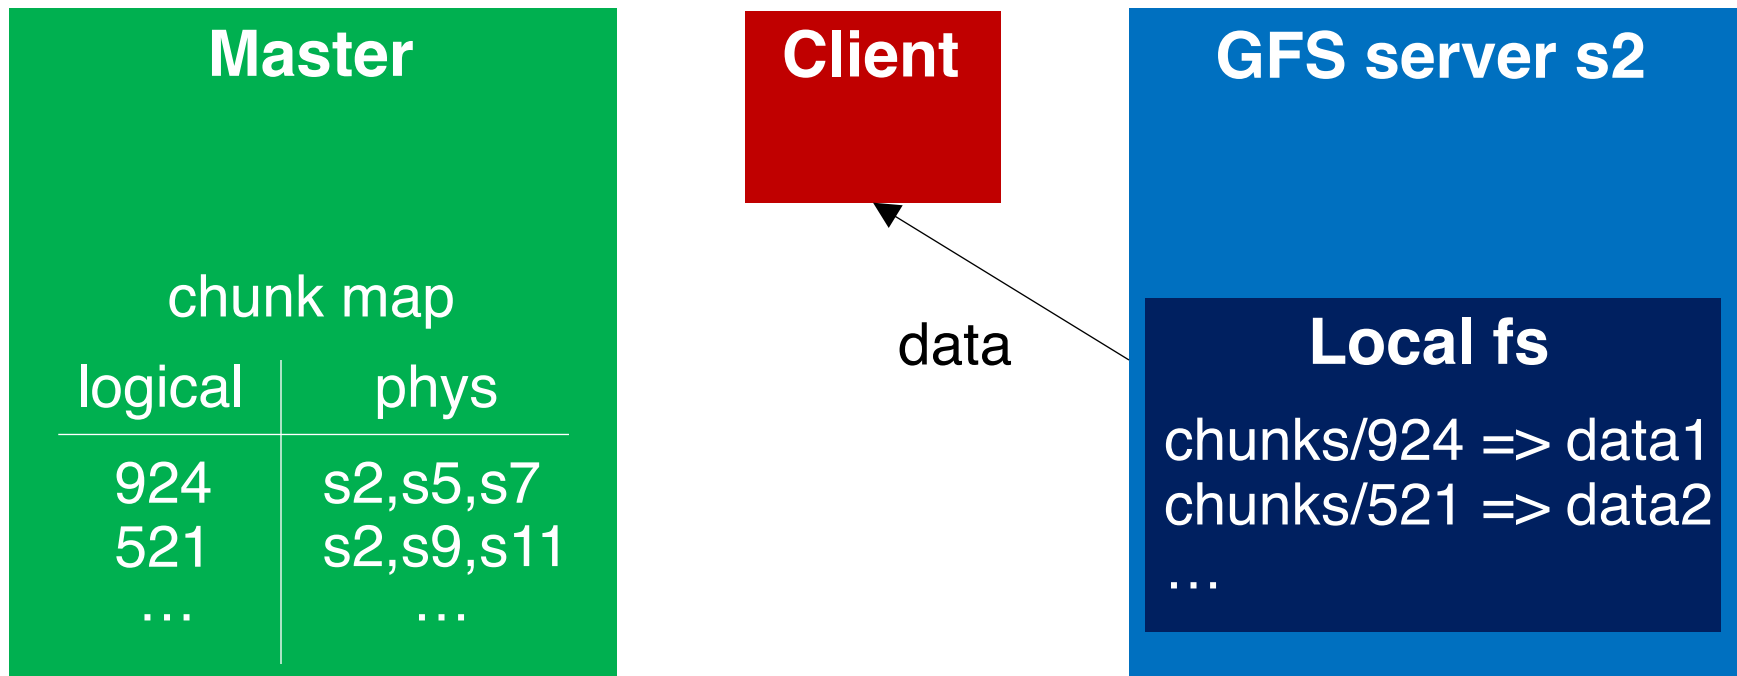 Master
chunk map
logical phys
924 s2,s5,s7
521 s2,s9,s11
… …
Client
data
GFS server s2
Local fs
chunks/924 => data1
chunks/521 => data2
…